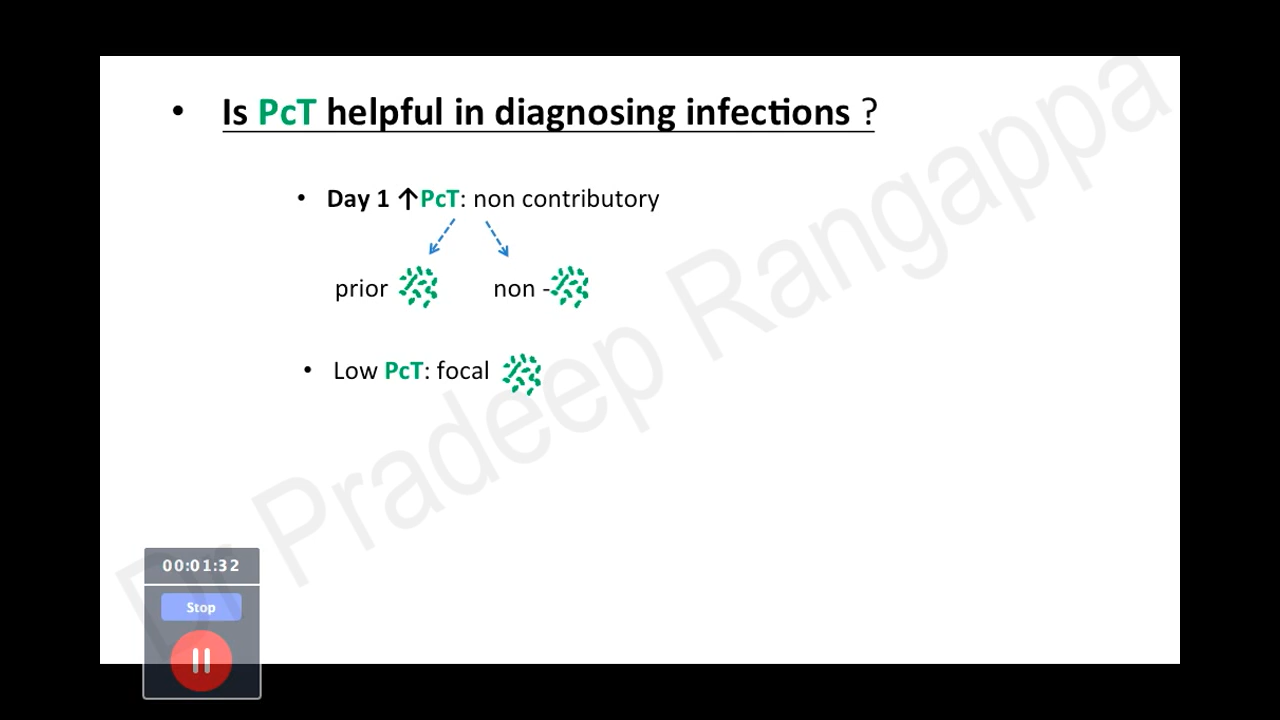 • Is PcT helpful in diagnosing infections ?
• Day 1 ↑PcT: non contributory
prior non -
• Low PcT: focal
Dr Pradeep Rangappa
00:01:32
Stop